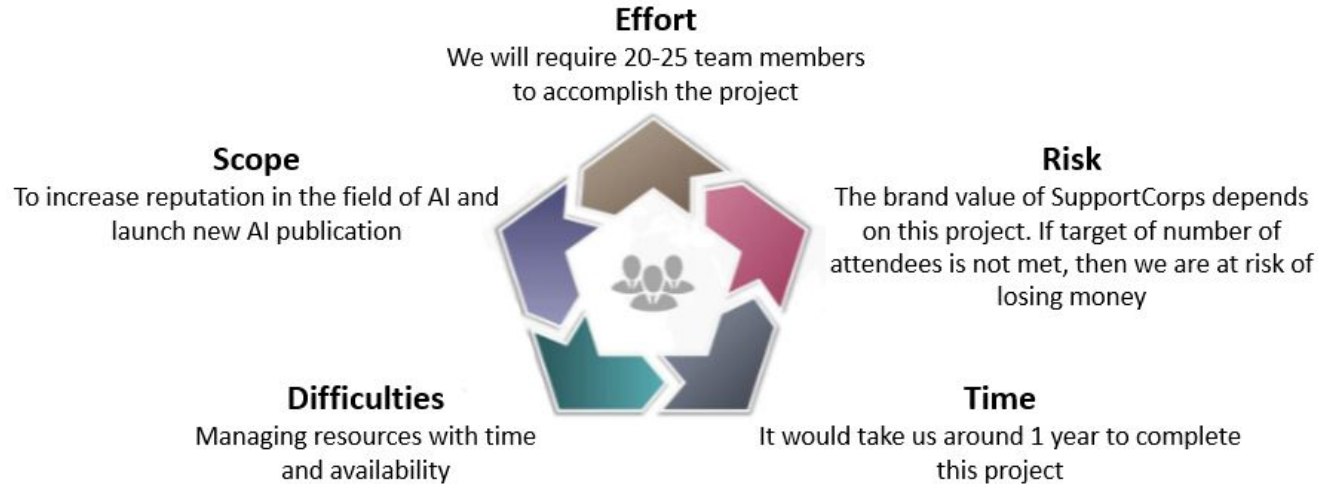 Effort
We will require 20-25 team members
to accomplish the project
Scope
To increase reputation in the field of AI and
launch new AI publication
Risk
The brand value of SupportCorps depends
on this project. If target of number of
attendees is not met, then we are at risk of
losing money
Difficulties
Managing resources with time
and availability
Time
It would take us around 1 year to complete
this project